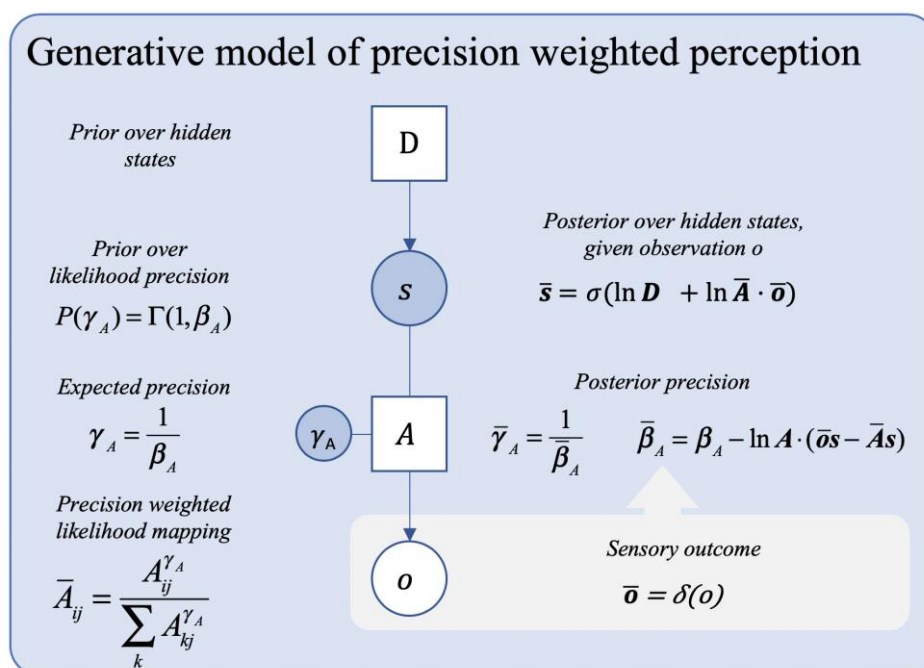 Generative model of precision weighted perception
Prior over hidden
states
D
Prior over
likelihood precision
P(γ_A) = Γ(1, β_A)
s
Posterior over hidden states,
given observation o
s̄ = σ(ln D + ln Ā · ō)
Expected precision
γ_A = 1/β_A
γ_A
A
Posterior precision
γ̄_A = 1/β̄_A β̄_A = β_A − ln A · (ōs − Ās)
Precision weighted
likelihood mapping
Ā_ij = A_ij^γ_A / ∑_k A_kj^γ_A
o
Sensory outcome
ō = δ(o)